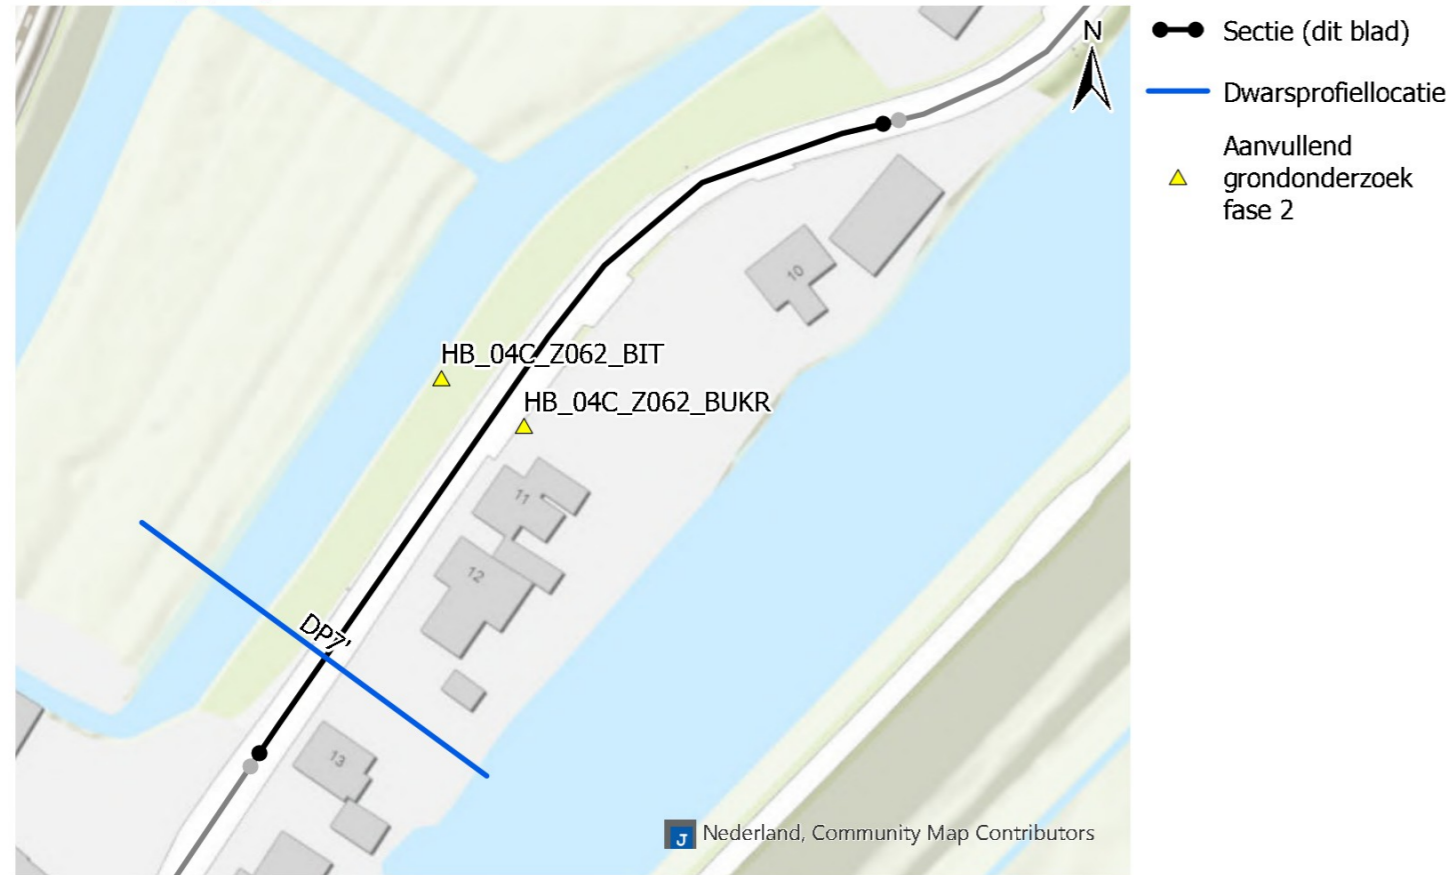 N
Sectie (dit blad)
Dwarsprofiellocatie
Aanvullend
grondonderzoek
fase 2
10
HB_04C_Z062_BIT
HB_04C_Z062_BUKR
11
12
DP7'
13
J
Nederland, Community Map Contributors